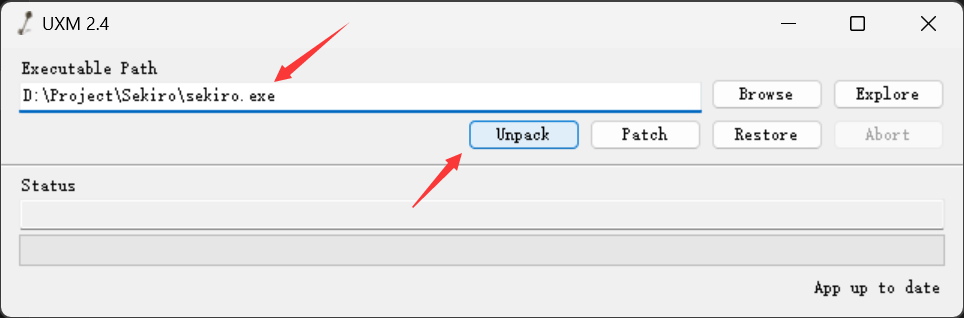 UXM 2.4
Executable Path
D:\Project\Sekiro\sekiro.exe
Browse
Explore
Unpack
Patch
Restore
Abort
Status
App up to date